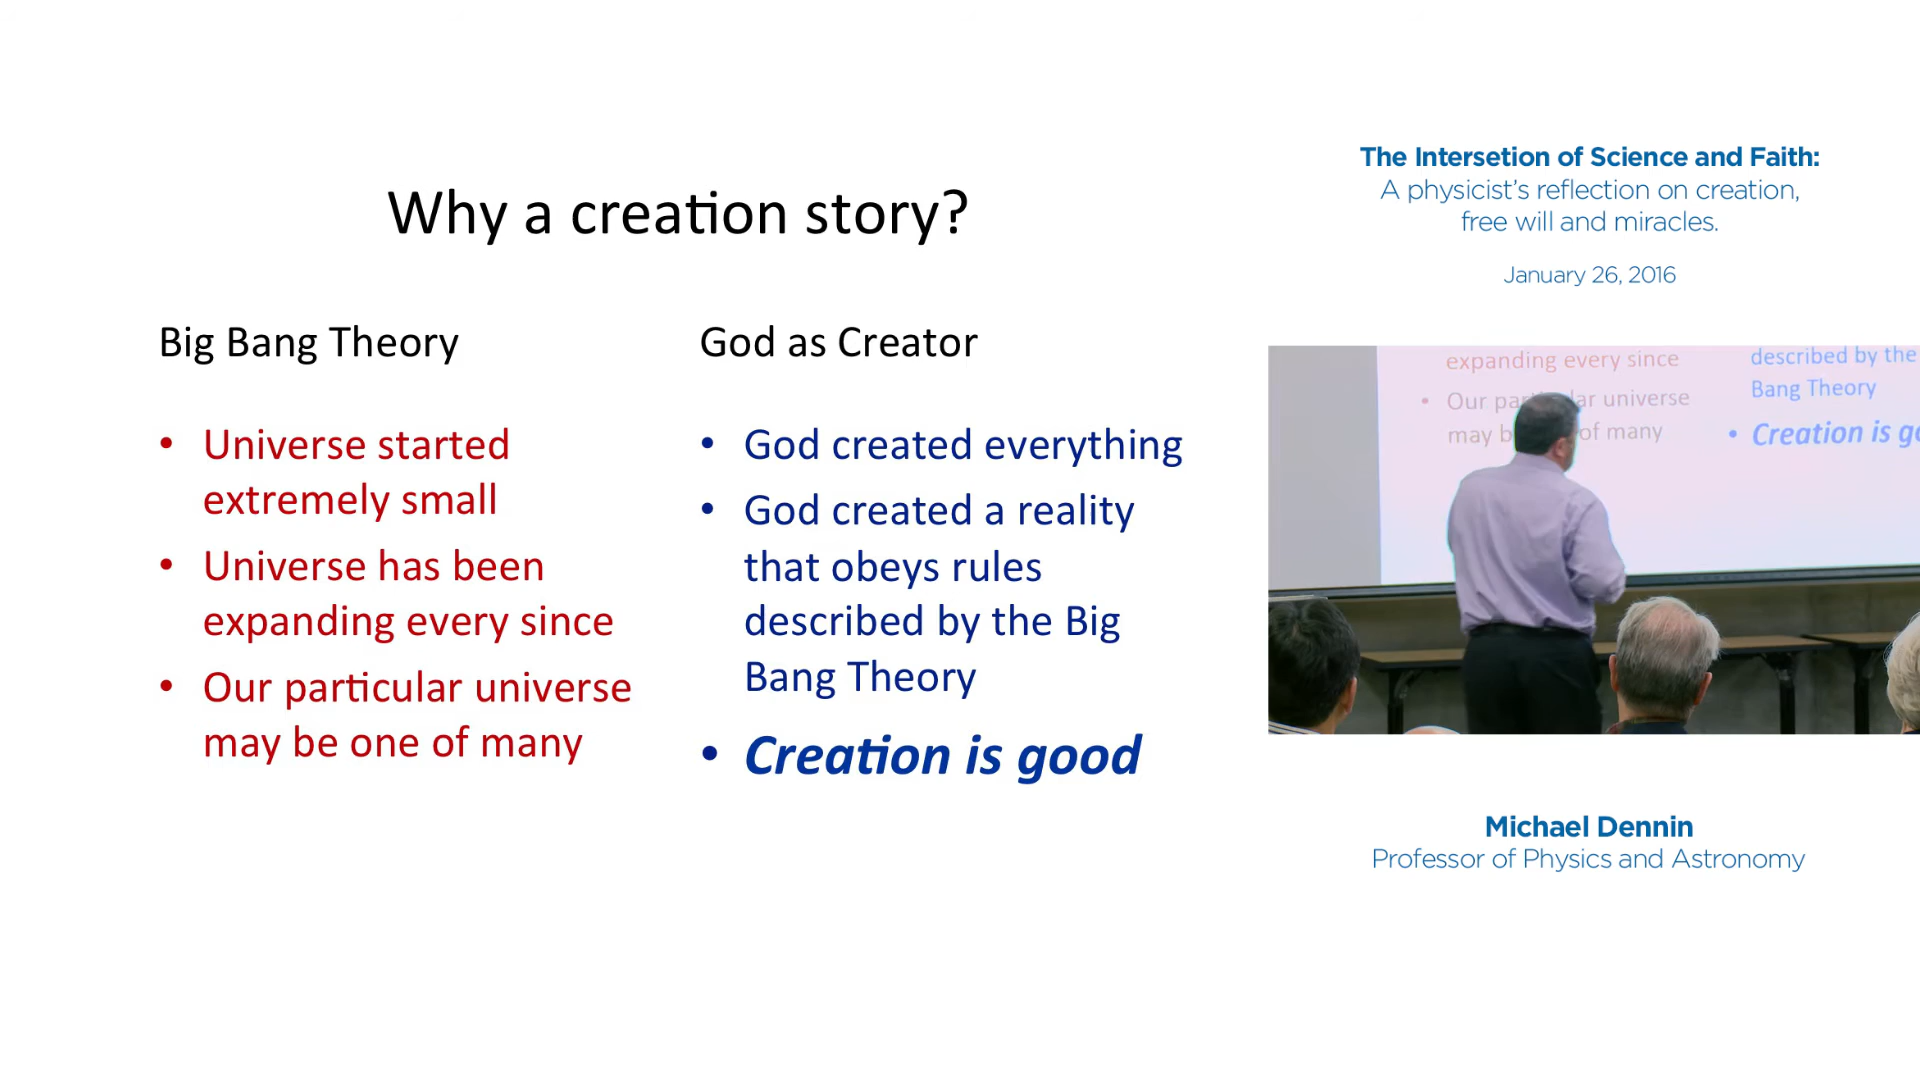 Why a creation story?
Big Bang Theory
• Universe started
extremely small
• Universe has been
expanding every since
• Our particular universe
may be one of many
God as Creator
• God created everything
• God created a reality
that obeys rules
described by the Big
Bang Theory
• Creation is good
The Intersetion of Science and Faith:
A physicist's reflection on creation,
free will and miracles.
January 26, 2016
expanding every since
• Our ar universe
may of many
described by the
Bang Theory
• Creation is
Michael Dennin
Professor of Physics and Astronomy